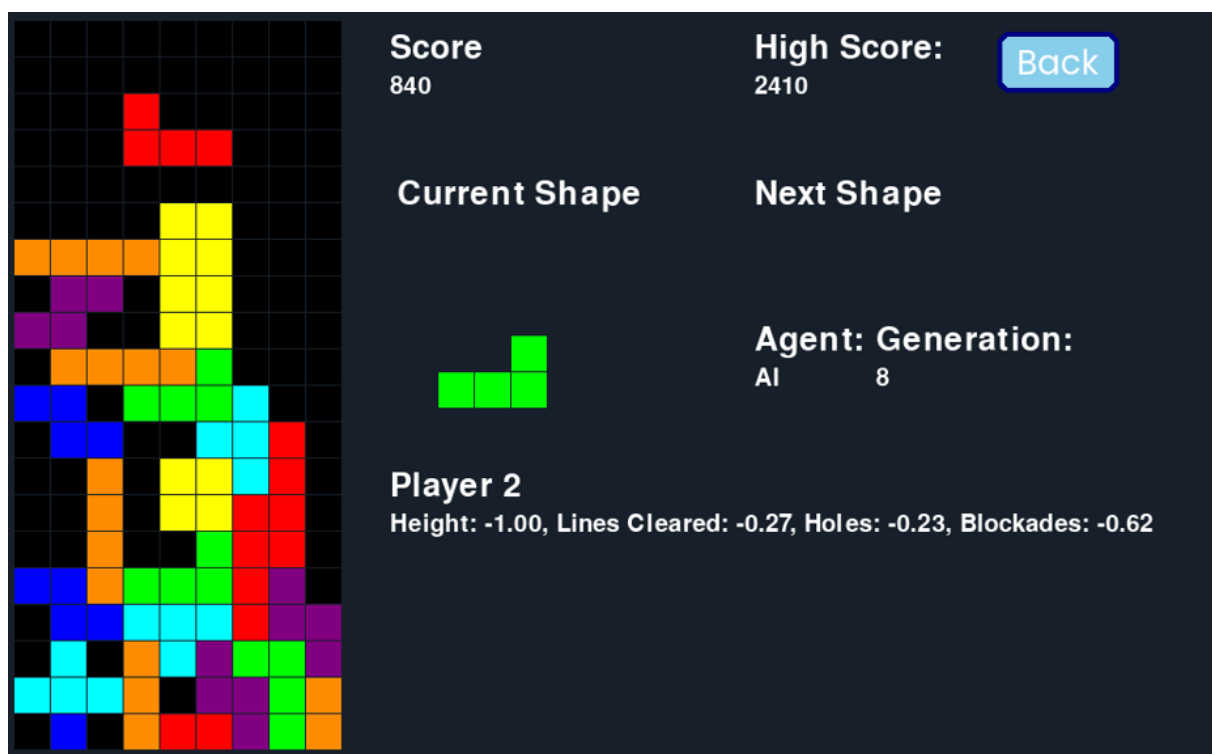 Score
840
High Score:
2410
Back
Current Shape
Next Shape
Agent: Generation:
AI 8
Player 2
Height: -1.00, Lines Cleared: -0.27, Holes: -0.23, Blockades: -0.62